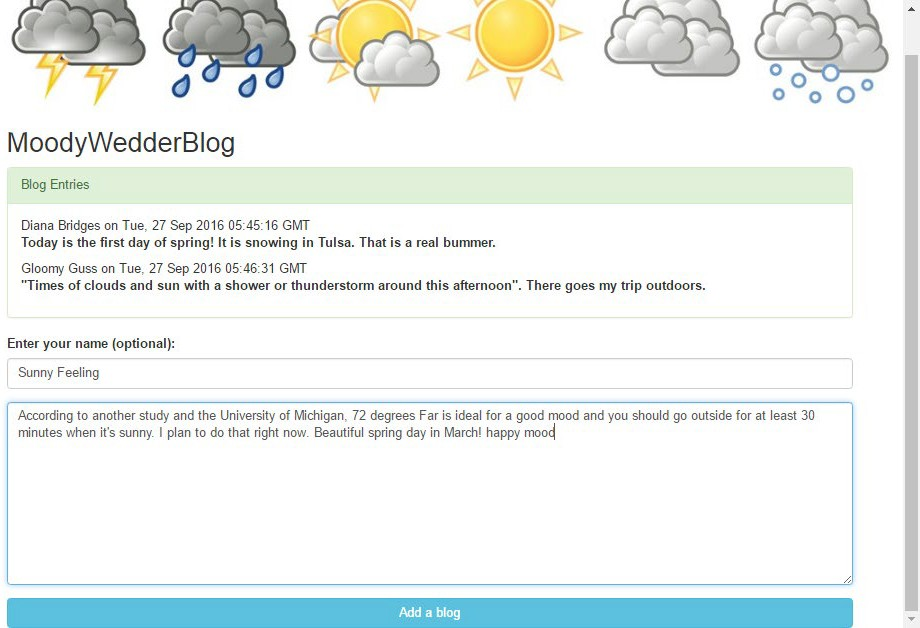 MoodyWedderBlog
Blog Entries
Diana Bridges on Tue, 27 Sep 2016 05:45:16 GMT
Today is the first day of spring! It is snowing in Tulsa. That is a real bummer.
Gloomy Guss on Tue, 27 Sep 2016 05:46:31 GMT
"Times of clouds and sun with a shower or thunderstorm around this afternoon". There goes my trip outdoors.
Enter your name (optional):
Sunny Feeling
According to another study and the University of Michigan, 72 degrees Far is ideal for a good mood and you should go outside for at least 30
minutes when it's sunny. I plan to do that right now. Beautiful spring day in March! happy mood
Add a blog